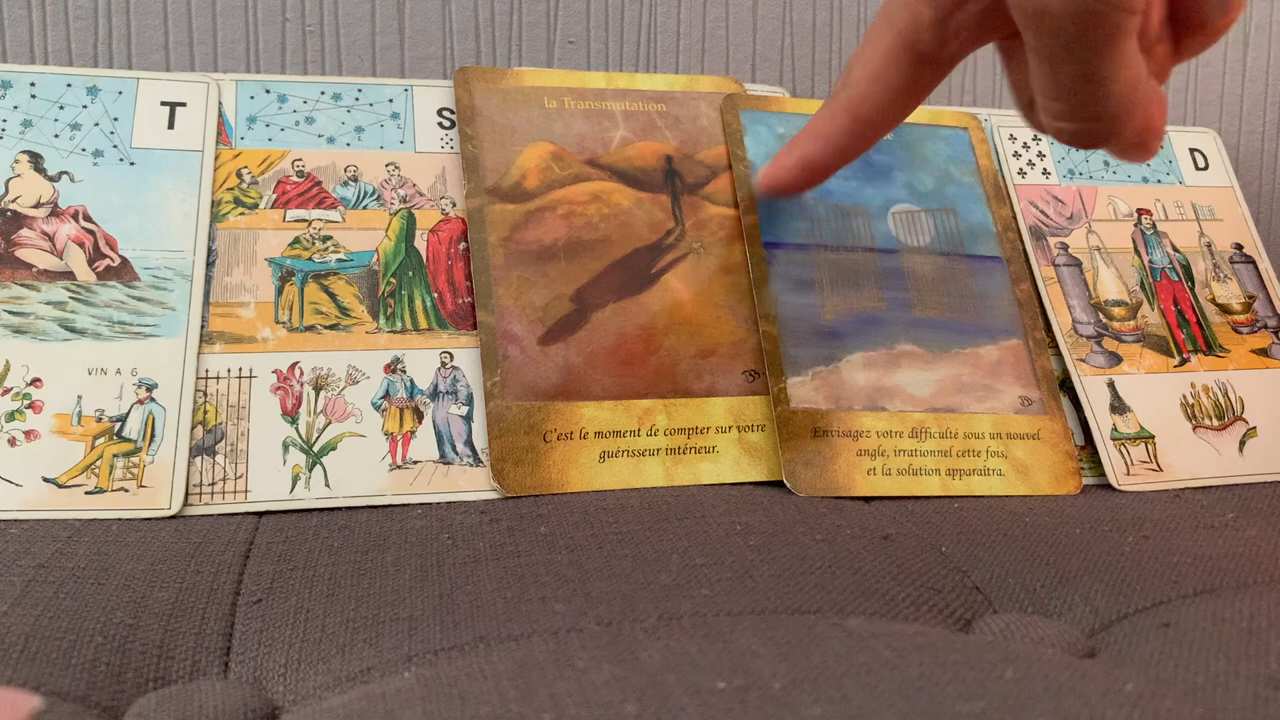 T
VIN A 6
S
la Transmutation
C'est le moment de compter sur votre
guérisseur intérieur.
Envisagez votre difficulté sous un nouvel
angle, irrationnel cette fois,
et la solution apparaîtra.
D